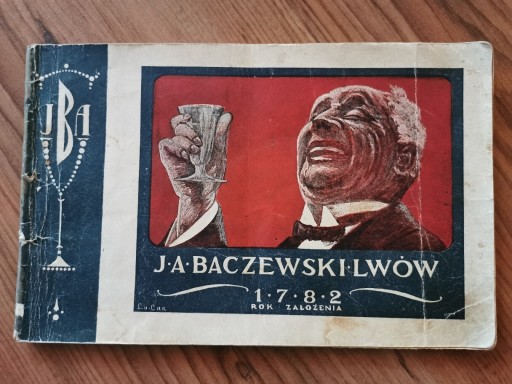 JBA
J·A·BACZEWSKI·LWÓW
1·7·8·2
ROK ZAŁOŻENIA